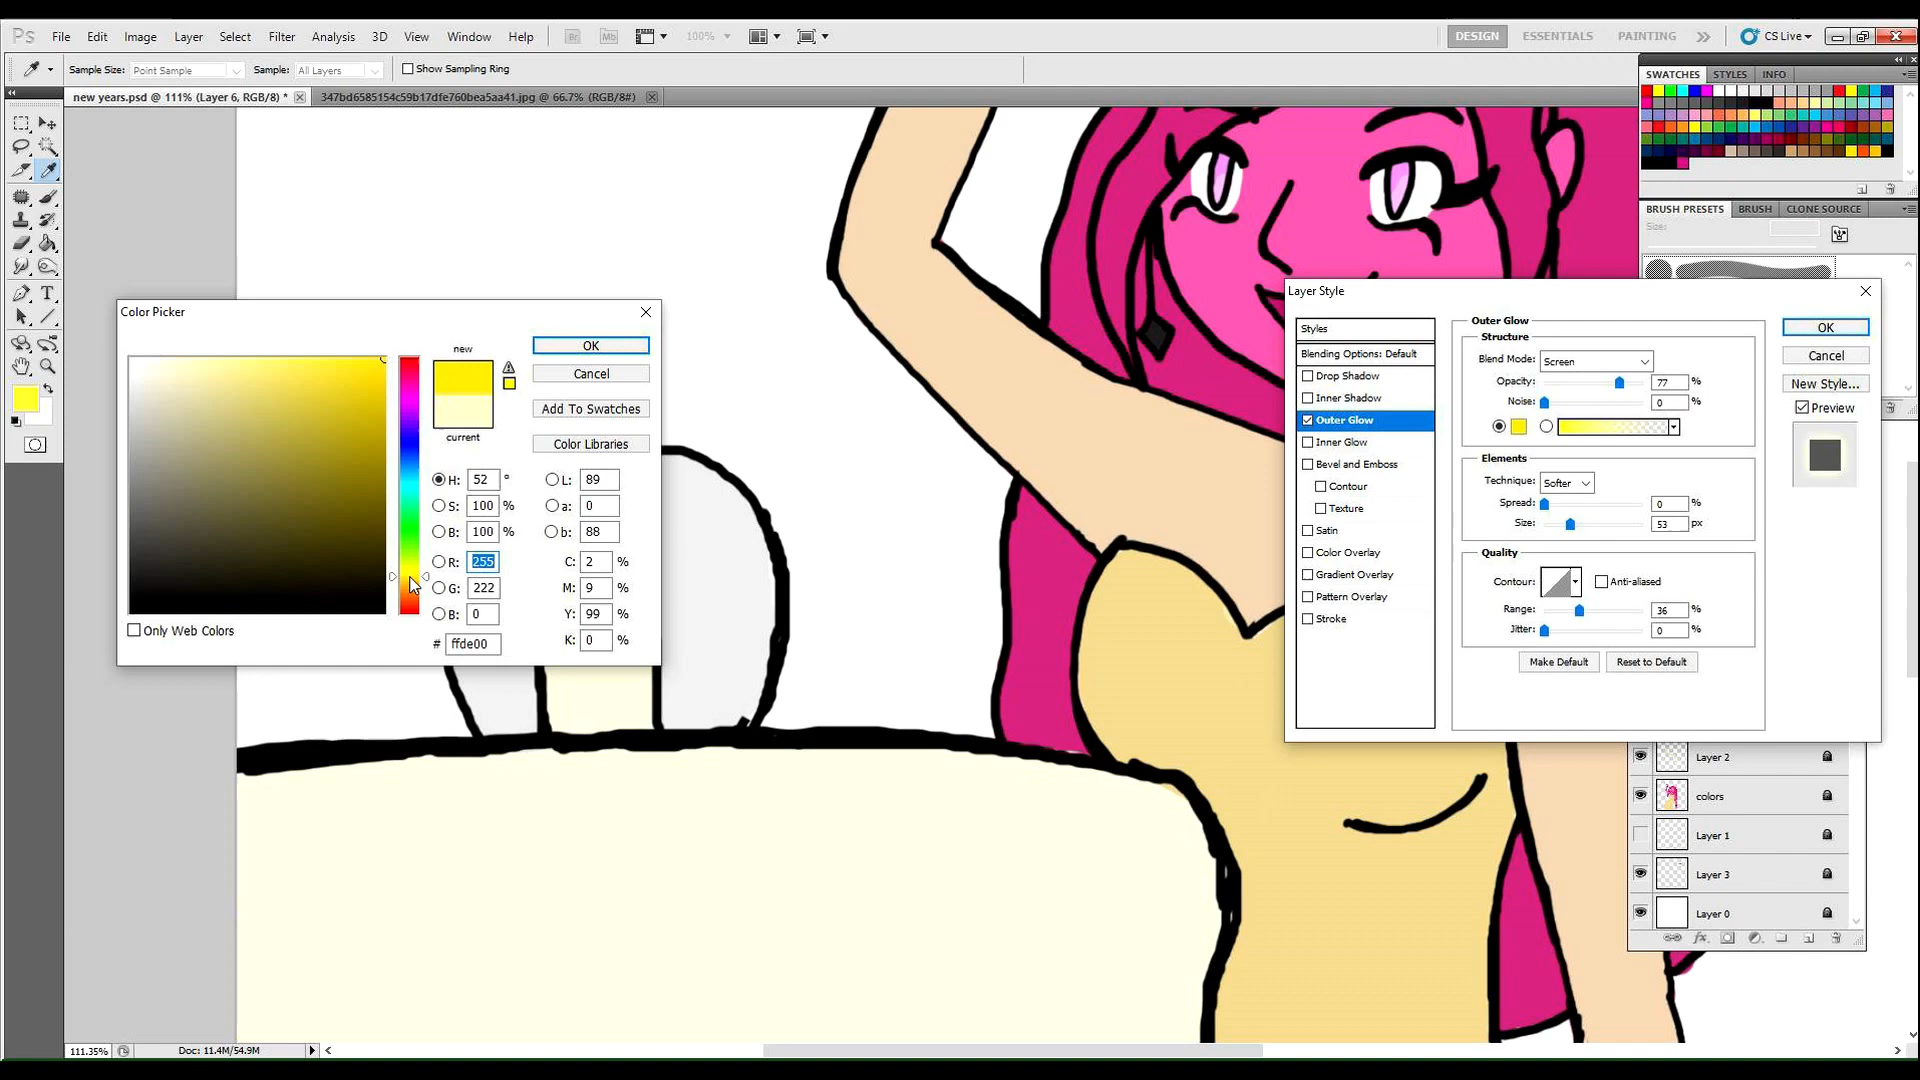 Ps File Edit Image Layer Select Filter Analysis 3D View Window Help Br Mb 100% DESIGN ESSENTIALS PAINTING CS Live
Sample Size: Point Sample Sample: All Layers Show Sampling Ring
SWATCHES STYLES INFO
new years.psd @ 111% (Layer 6, RGB/8) * 347bd6585154c59b17dfe760bea5aa41.jpg @ 66.7% (RGB/8#)
BRUSH PRESETS BRUSH CLONE SOURCE
Size:
Color Picker
new
current
OK
Cancel
Add To Swatches
Color Libraries
H: 52 ° L: 89
S: 100 % a: 0
B: 100 % b: 88
R: 255 C: 2 %
G: 222 M: 9 %
B: 0 Y: 99 %
# ffde00 K: 0 %
Only Web Colors
Layer Style
Styles
Blending Options: Default
Drop Shadow
Inner Shadow
Outer Glow
Inner Glow
Bevel and Emboss
Contour
Texture
Satin
Color Overlay
Gradient Overlay
Pattern Overlay
Stroke
Outer Glow
Structure
Blend Mode: Screen
Opacity: 77 %
Noise: 0 %
Elements
Technique: Softer
Spread: 0 %
Size: 53 px
Quality
Contour: Anti-aliased
Range: 36 %
Jitter: 0 %
Make Default Reset to Default
OK
Cancel
New Style...
Preview
Layer 2
colors
Layer 1
Layer 3
Layer 0
fx
111.35% Doc: 11.4M/54.9M